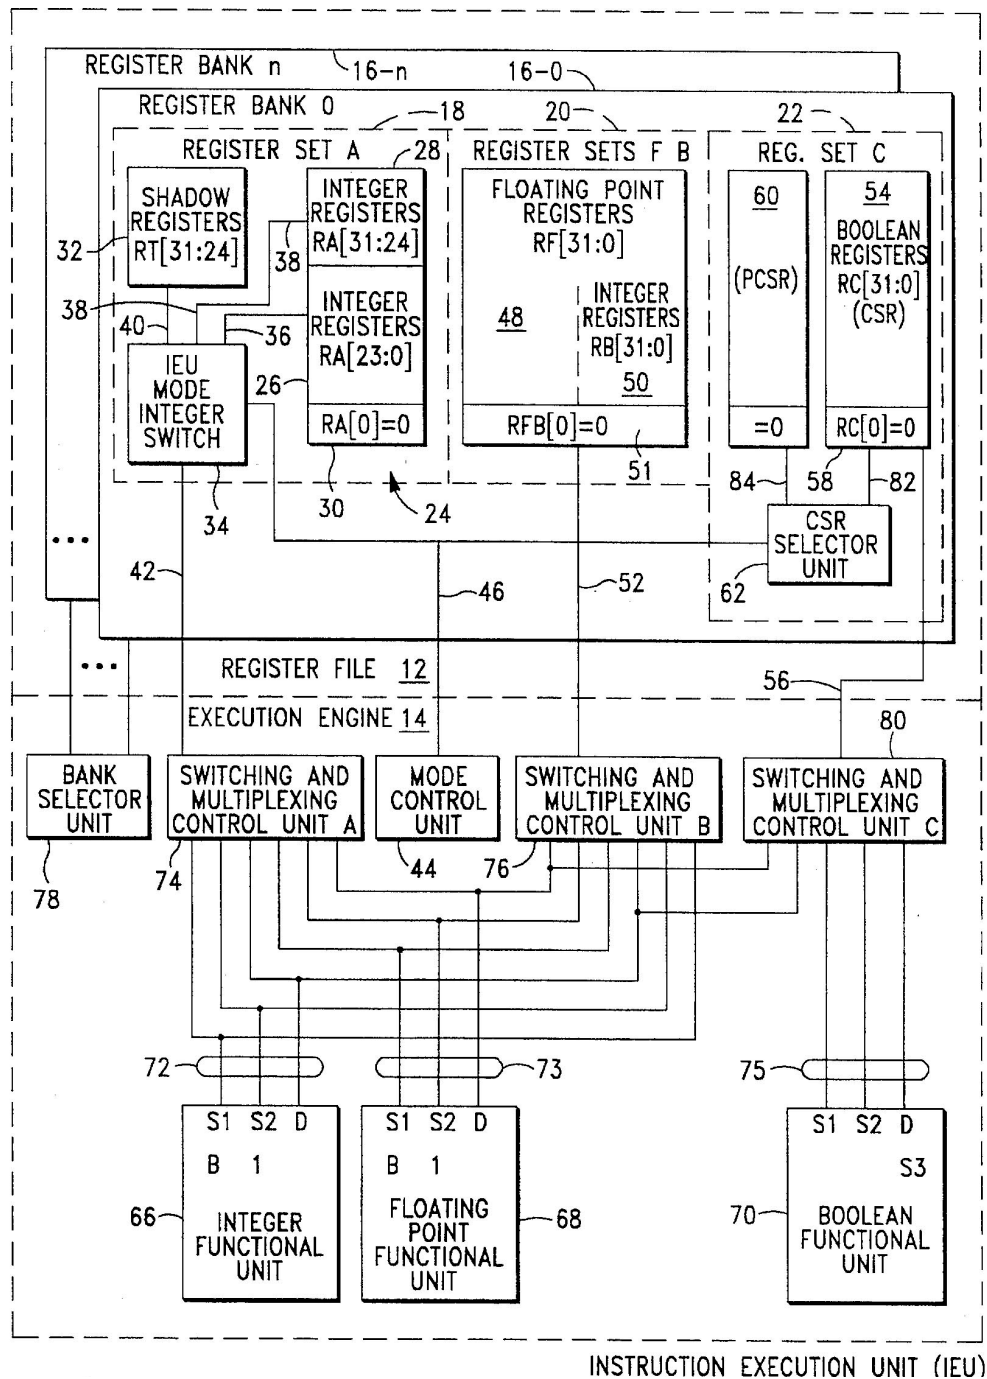 REGISTER BANK n
16-n
16-0
REGISTER BANK 0
18
20
22
REGISTER SET A
28
REGISTER SETS F B
REG. SET C
SHADOW
REGISTERS
RT[31:24]
32
INTEGER
REGISTERS
RA[31:24]
38
FLOATING POINT
REGISTERS
RF[31:0]
60
(PCSR)
54
BOOLEAN
REGISTERS
RC[31:0]
(CSR)
38
40
36
INTEGER
REGISTERS
RA[23:0]
48
INTEGER
REGISTERS
RB[31:0]
50
IEU
MODE
INTEGER
SWITCH
26
RA[0]=0
RFB[0]=0
=0
RC[0]=0
34
30
24
51
84
58
82
CSR
SELECTOR
UNIT
62
•••
42
46
52
•••
REGISTER FILE 12
56
EXECUTION ENGINE 14
80
BANK
SELECTOR
UNIT
78
SWITCHING AND
MULTIPLEXING
CONTROL UNIT A
74
MODE
CONTROL
UNIT
44
SWITCHING AND
MULTIPLEXING
CONTROL UNIT B
76
SWITCHING AND
MULTIPLEXING
CONTROL UNIT C
72
73
75
S1 S2 D
B 1
INTEGER
FUNCTIONAL
UNIT
66
S1 S2 D
B 1
FLOATING
POINT
FUNCTIONAL
UNIT
68
S1 S2 D
S3
BOOLEAN
FUNCTIONAL
UNIT
70
INSTRUCTION EXECUTION UNIT (IEU)